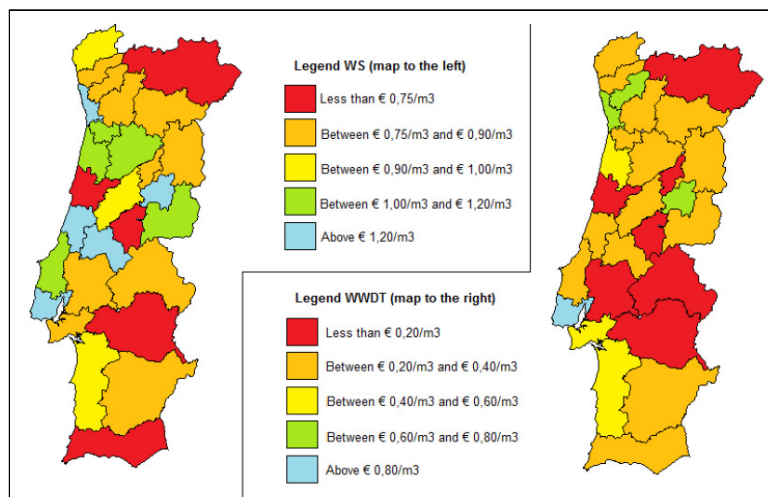 Legend WS (map to the left)
Less than € 0,75/m3
Between € 0,75/m3 and € 0,90/m3
Between € 0,90/m3 and € 1,00/m3
Between € 1,00/m3 and € 1,20/m3
Above € 1,20/m3
Legend WWDT (map to the right)
Less than € 0,20/m3
Between € 0,20/m3 and € 0,40/m3
Between € 0,40/m3 and € 0,60/m3
Between € 0,60/m3 and € 0,80/m3
Above € 0,80/m3